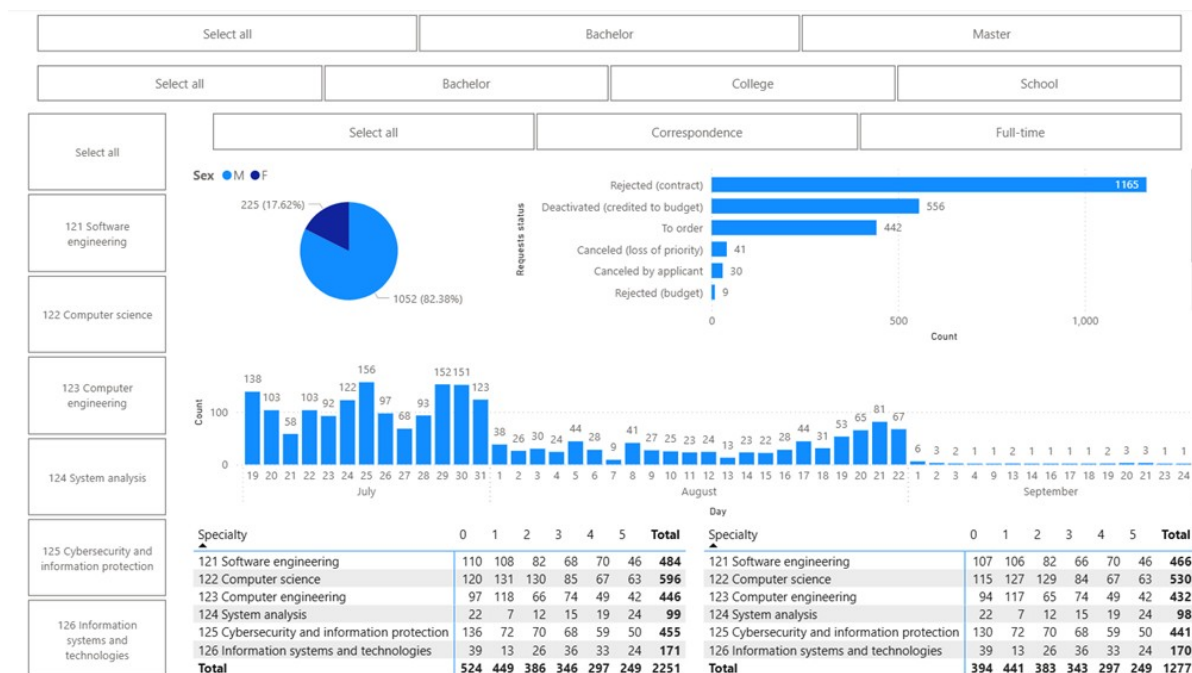 Select all Bachelor Master
Select all Bachelor College School
Select all Correspondence Full-time
Select all
121 Software
engineering
122 Computer science
123 Computer
engineering
124 System analysis
125 Cybersecurity and
information protection
126 Information
systems and
technologies
Sex M F
225 (17.62%)
1052 (82.38%)
Requests status
Rejected (contract) 1165
Deactivated (credited to budget) 556
To order 442
Canceled (loss of priority) 41
Canceled by applicant 30
Rejected (budget) 9
0 500 1,000
Count
Count
100
0
138 103 58 103 92 122 156 97 68 93 152 151 123 38 26 30 24 44 28 9 41 27 25 23 24 13 23 22 28 44 31 53 65 81 67 6 3 2 1 1 2 1 1 1 2 3 3 1 1
19 20 21 22 23 24 25 26 27 28 29 30 31 1 2 3 4 5 6 7 8 9 10 11 12 13 14 15 16 17 18 19 20 21 22 1 2 3 4 9 13 14 16 17 18 19 20 21 23 24
July August September
Day
Specialty 0 1 2 3 4 5 Total
121 Software engineering 110 108 82 68 70 46 484
122 Computer science 120 131 130 85 67 63 596
123 Computer engineering 97 118 66 74 49 42 446
124 System analysis 22 7 12 15 19 24 99
125 Cybersecurity and information protection 136 72 70 68 59 50 455
126 Information systems and technologies 39 13 26 36 33 24 171
Total 524 449 386 346 297 249 2251
Specialty 0 1 2 3 4 5 Total
121 Software engineering 107 106 82 66 70 46 466
122 Computer science 115 127 129 84 67 63 530
123 Computer engineering 94 117 65 74 49 42 432
124 System analysis 22 7 12 15 19 24 98
125 Cybersecurity and information protection 130 72 70 68 59 50 441
126 Information systems and technologies 39 13 26 36 33 24 170
Total 394 441 383 343 297 249 1277